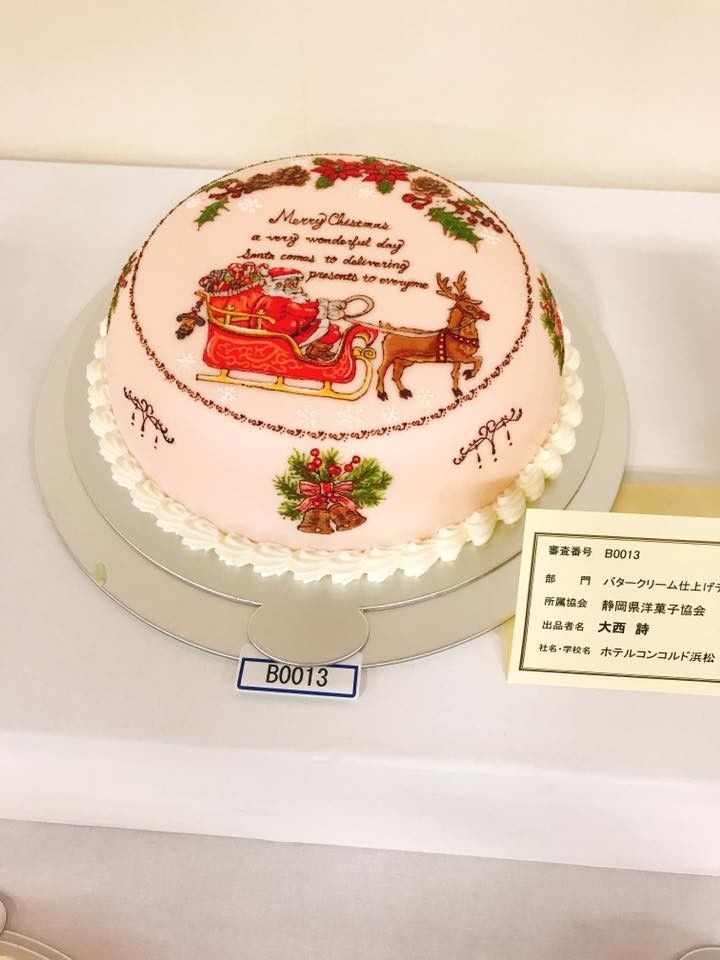 Merry Chistmas
a very wonderful day
Santa comes to delivering
presents to everyone
B0013
審査番号 B0013
部 門 バタークリーム仕上げデ
所属協会 静岡県洋菓子協会
出品者名 大西 詩
社名・学校名 ホテルコンコルド浜松